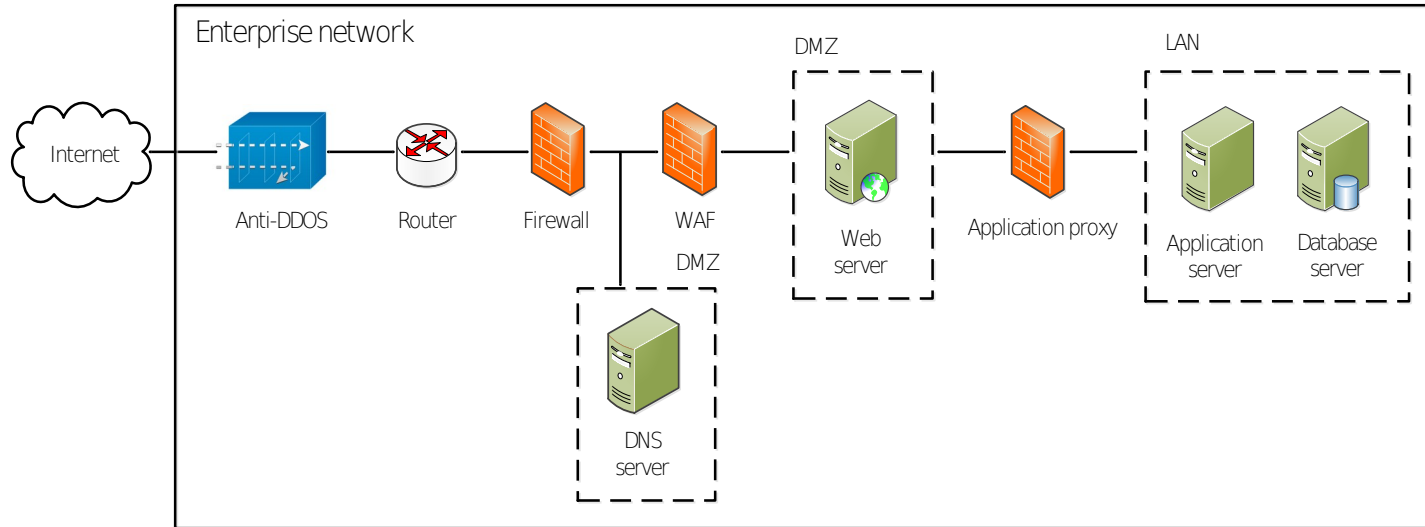 Enterprise network
DMZ
LAN
Internet
Anti-DDOS
Router
Firewall
WAF
Web
server
Application proxy
Application
server
Database
server
DMZ
DNS
server